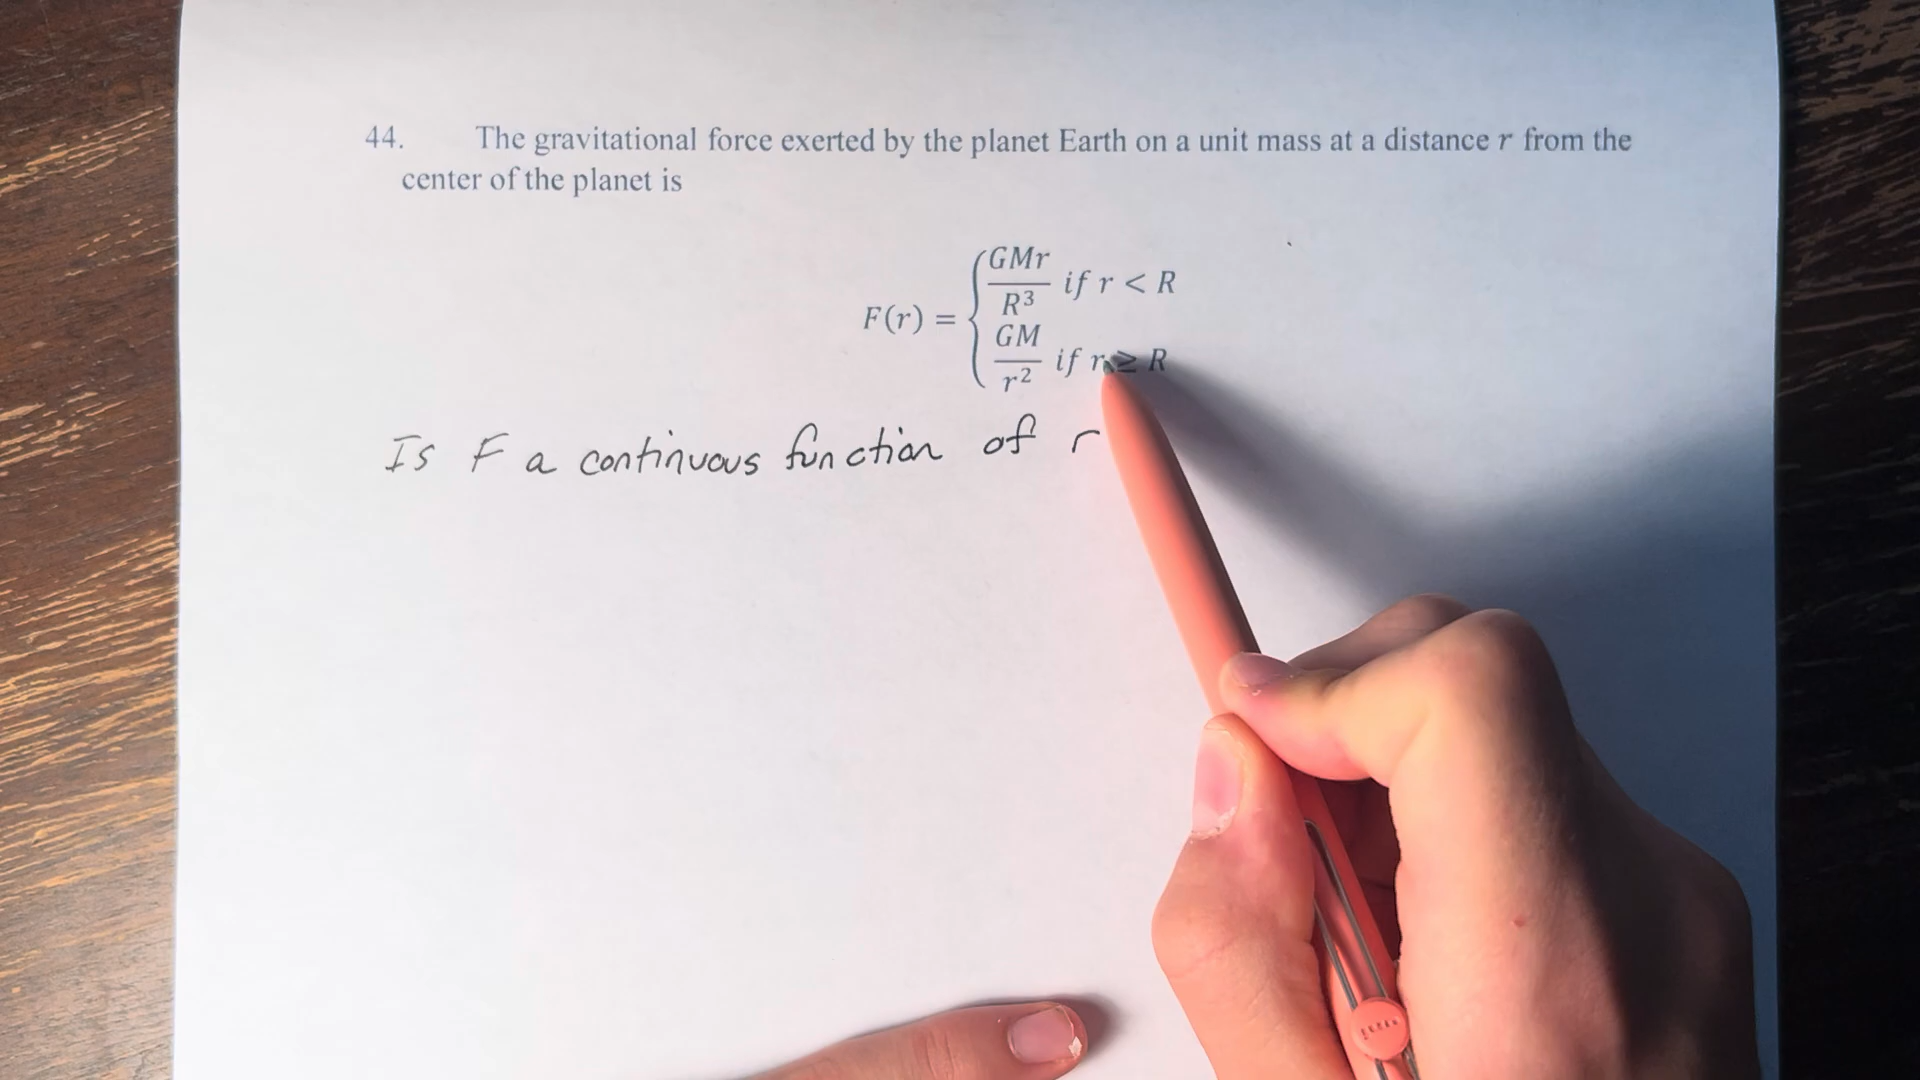 44. The gravitational force exerted by the planet Earth on a unit mass at a distance r from the
center of the planet is
GMr
R³
if r < R
F(r) =
GM
r²
if r ≥ R
Is F a continuous function of r